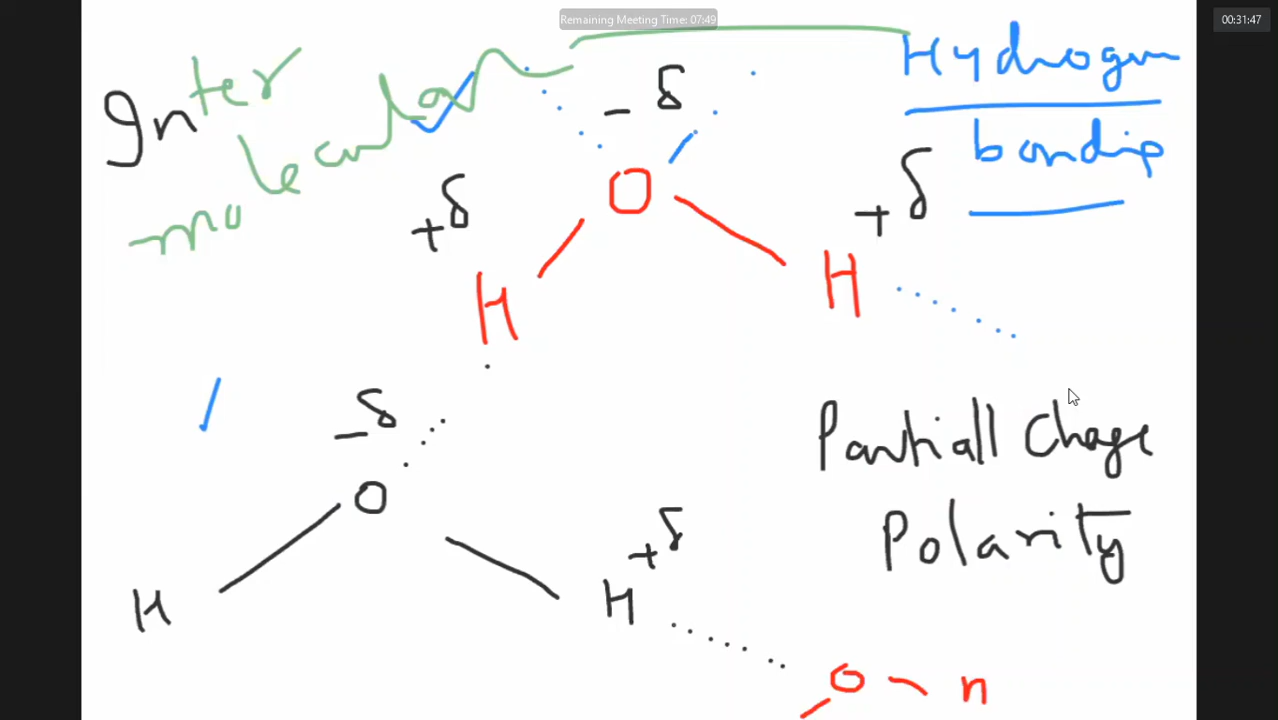 Remaining Meeting Time: 07:49
00:31:47
Inter
molecular
Hydrogen
bonding
- δ
O
+ δ
+ δ
H
H
- δ
O
Partiall Charge
Polarity
+ δ
H
H
O
n